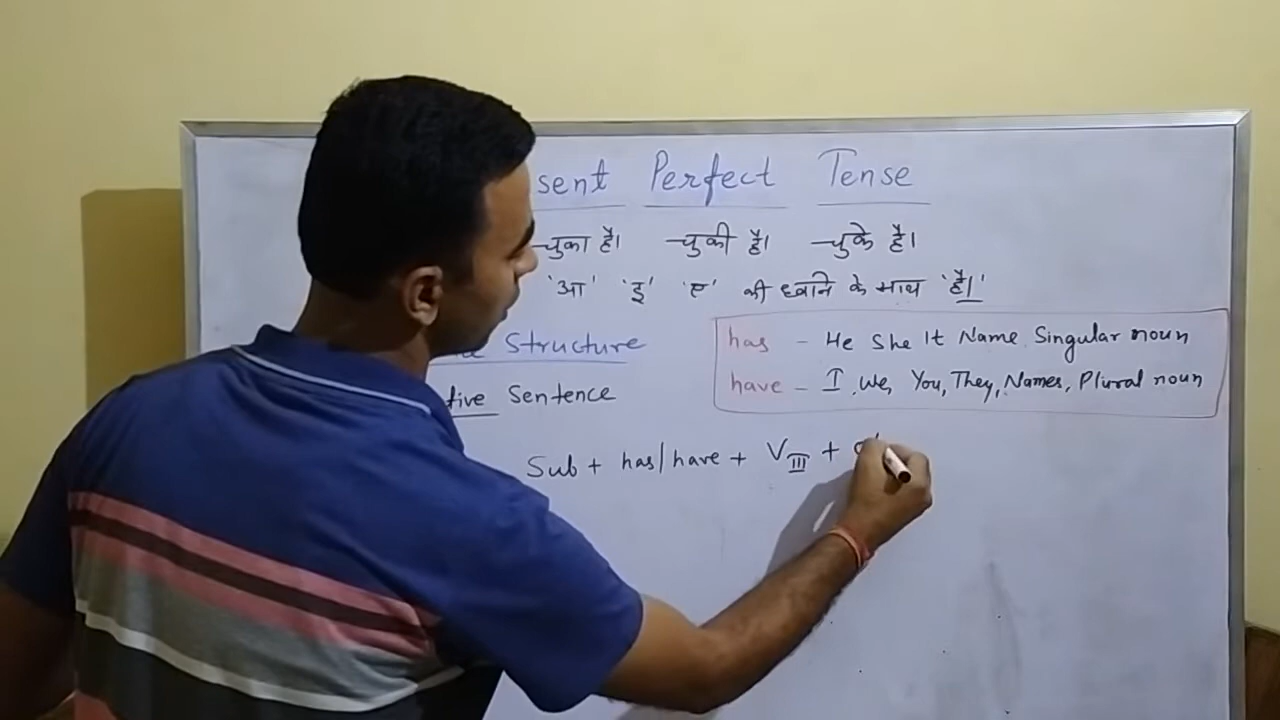 sent Perfect Tense
चुका है। चुकी है। चुके है।
'आ' 'इ' 'ए' की ध्वनि के साथ 'है।'
Structure
has - He She It Name Singular noun
have - I, We, You, They, Names, Plural noun
tive Sentence
Sub + has/have + VIII +